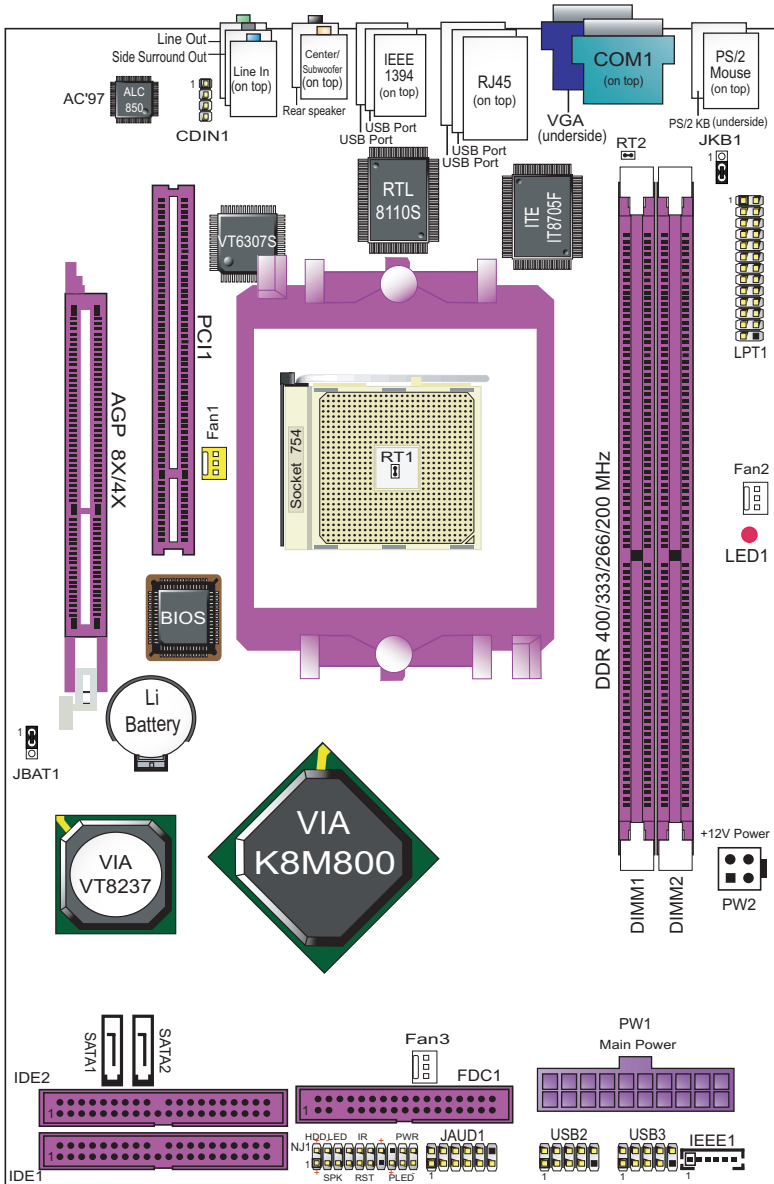 Line Out
Side Surround Out
Line In
(on top)
Center/
Subwoofer
(on top)
Rear speaker
IEEE
1394
(on top)
USB Port
USB Port
RJ45
(on top)
USB Port
USB Port
COM1
(on top)
VGA
(underside)
PS/2
Mouse
(on top)
PS/2 KB (underside)
JKB1
1
AC'97
ALC
850
1
CDIN1
RT2
RTL
8110S
ITE
IT8705F
VT6307S
1
LPT1
PCI1
AGP 8X/4X
Fan1
Socket 754
RT1
DDR 400/333/266/200 MHz
Fan2
LED1
BIOS
Li
Battery
1
JBAT1
VIA
K8M800
VIA
VT8237
+12V Power
PW2
DIMM1
DIMM2
SATA1
SATA2
Fan3
PW1
Main Power
IDE2
1
FDC1
1
IDE1
1
NJ1
HDDLED
IR
PWR
+
+
1
SPK
RST
PLED
+
+
JAUD1
1
USB2
1
USB3
1
IEEE1
1